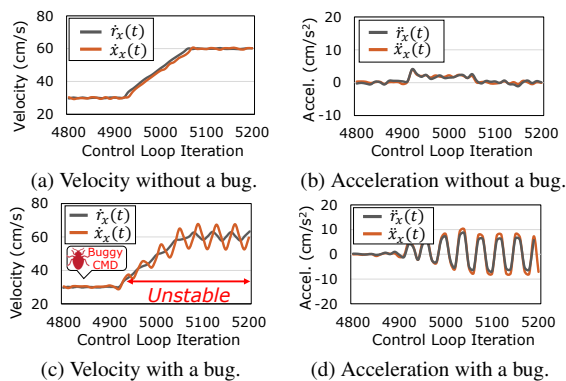 Velocity (cm/s)
80
60
40
20
ṙₓ(t)
ẋₓ(t)
4800 4900 5000 5100 5200
Control Loop Iteration
(a) Velocity without a bug.
Accel. (cm/s²)
20
10
0
-10
r̈ₓ(t)
ẍₓ(t)
4800 4900 5000 5100 5200
Control Loop Iteration
(b) Acceleration without a bug.
Velocity (cm/s)
80
60
40
20
ṙₓ(t)
ẋₓ(t)
Buggy
CMD
Unstable
4800 4900 5000 5100 5200
Control Loop Iteration
(c) Velocity with a bug.
Accel. (cm/s²)
20
10
0
-10
-20
r̈ₓ(t)
ẍₓ(t)
4800 4900 5000 5100 5200
Control Loop Iteration
(d) Acceleration with a bug.